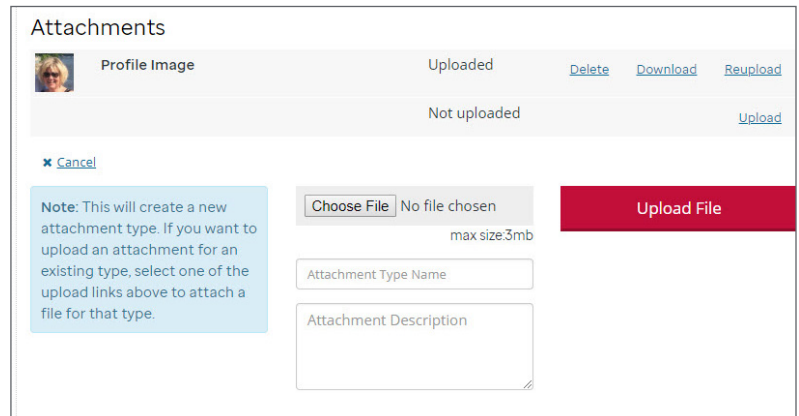 Attachments
Profile Image Uploaded Delete Download Reupload
Not uploaded Upload
✖ Cancel
Note: This will create a new
attachment type. If you want to
upload an attachment for an
existing type, select one of the
upload links above to attach a
file for that type.
Choose File No file chosen
max size:3mb
Attachment Type Name
Attachment Description
Upload File